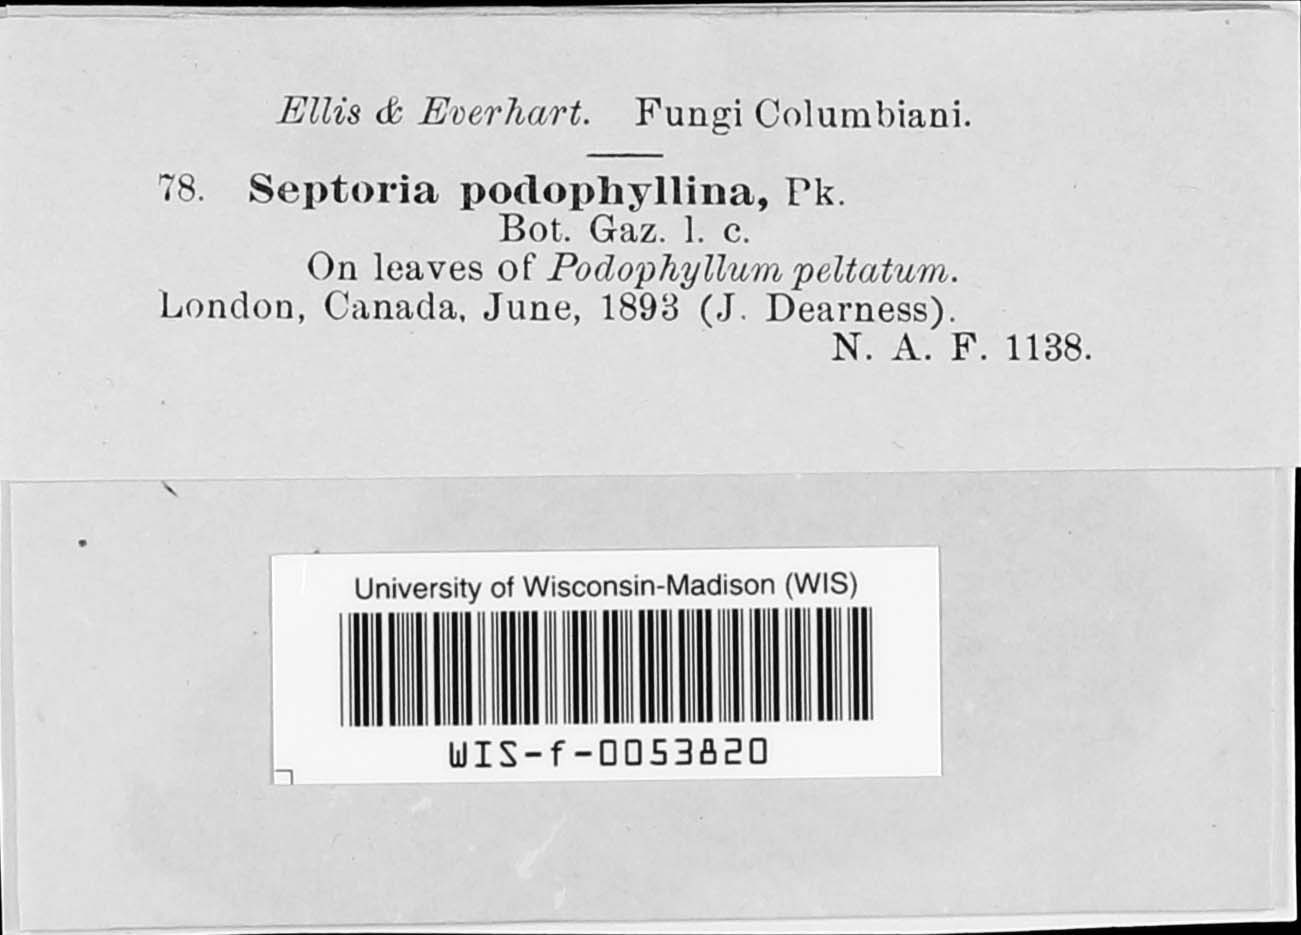 Ellis & Everhart. Fungi Columbiani.
78. Septoria podophyllina, Pk.
Bot. Gaz. l. c.
On leaves of Podophyllum peltatum.
London, Canada, June, 1893 (J. Dearness).
N. A. F. 1138.
University of Wisconsin-Madison (WIS)
WIS-f-0053820